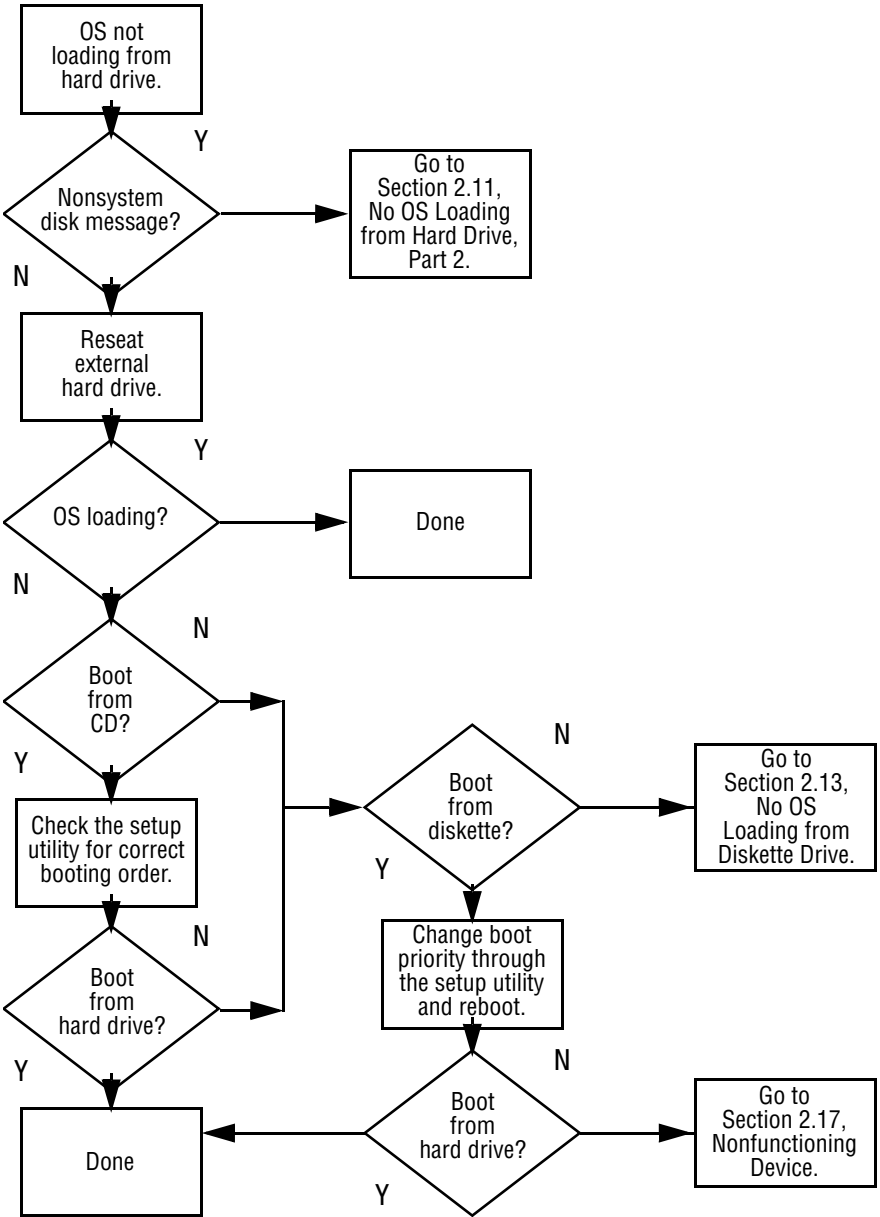 OS not
loading from
hard drive.
Y
Nonsystem
disk message?
Go to
Section 2.11,
No OS Loading
from Hard Drive,
Part 2.
N
Reseat
external
hard drive.
Y
OS loading?
Done
N
N
Boot
from
CD?
Y
Check the setup
utility for correct
booting order.
N
Boot
from
hard drive?
Y
Done
N
Boot
from
diskette?
Go to
Section 2.13,
No OS
Loading from
Diskette Drive.
Y
Change boot
priority through
the setup utility
and reboot.
N
Boot
from
hard drive?
Go to
Section 2.17,
Nonfunctioning
Device.
Y